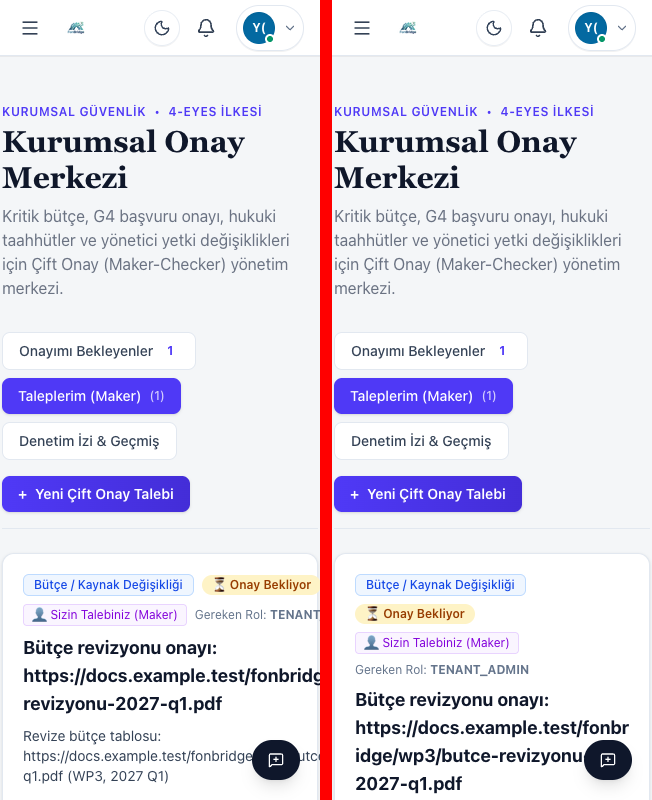 Y(
KURUMSAL GÜVENLİK • 4-EYES İLKESİ
Kurumsal Onay
Merkezi
Kritik bütçe, G4 başvuru onayı, hukuki
taahhütler ve yönetici yetki değişiklikleri
için Çift Onay (Maker-Checker) yönetim
merkezi.
Onayımı Bekleyenler 1
Taleplerim (Maker) (1)
Denetim İzi & Geçmiş
+ Yeni Çift Onay Talebi
Bütçe / Kaynak Değişikliği
⏳ Onay Bekliyor
👤 Sizin Talebiniz (Maker) Gereken Rol: TENANT
Bütçe revizyonu onayı:
https://docs.example.test/fonbridg
revizyonu-2027-q1.pdf
Revize bütçe tablosu:
https://docs.example.test/fonbridge
q1.pdf (WP3, 2027 Q1)
Y(
KURUMSAL GÜVENLİK • 4-EYES İLKESİ
Kurumsal Onay
Merkezi
Kritik bütçe, G4 başvuru onayı, hukuki
taahhütler ve yönetici yetki değişiklikleri
için Çift Onay (Maker-Checker) yönetim
merkezi.
Onayımı Bekleyenler 1
Taleplerim (Maker) (1)
Denetim İzi & Geçmiş
+ Yeni Çift Onay Talebi
Bütçe / Kaynak Değişikliği
⏳ Onay Bekliyor
👤 Sizin Talebiniz (Maker)
Gereken Rol: TENANT_ADMIN
Bütçe revizyonu onayı:
https://docs.example.test/fonbr
idge/wp3/butce-revizyonu-
2027-q1.pdf